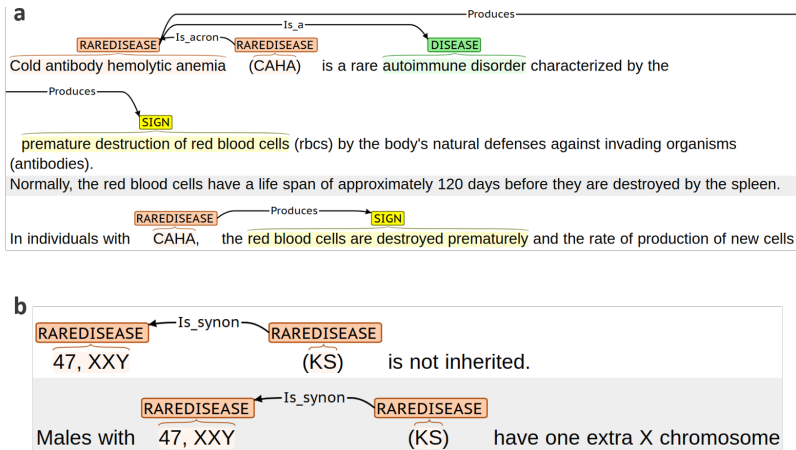 a
Produces
Is_a
Is_acron
RAREDISEASE RAREDISEASE DISEASE
Cold antibody hemolytic anemia (CAHA) is a rare autoimmune disorder characterized by the
Produces
SIGN
premature destruction of red blood cells (rbcs) by the body's natural defenses against invading organisms
(antibodies).
Normally, the red blood cells have a life span of approximately 120 days before they are destroyed by the spleen.
Produces
RAREDISEASE SIGN
In individuals with CAHA, the red blood cells are destroyed prematurely and the rate of production of new cells
b
Is_synon
RAREDISEASE RAREDISEASE
47, XXY (KS) is not inherited.
Is_synon
RAREDISEASE RAREDISEASE
Males with 47, XXY (KS) have one extra X chromosome